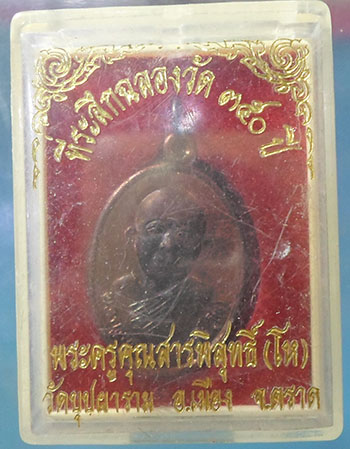 ที่ระลึกฉลองวัด ๓๕๐ ปี
พระครูคุณสารพิสุทธิ์ (โห)
วัดบุปผาราม อ.เมือง จ.ตราด